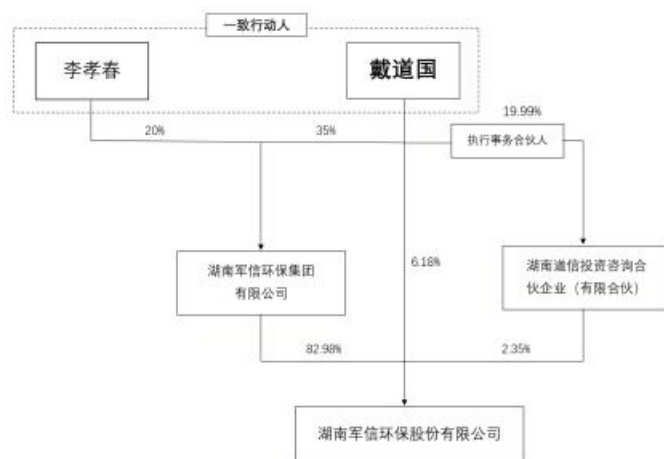 一致行动人
李孝春
戴道国
19.99%
20%
35%
执行事务合伙人
湖南军信环保集团
有限公司
6.18%
湖南道信投资咨询合
伙企业（有限合伙）
82.98%
2.35%
湖南军信环保股份有限公司